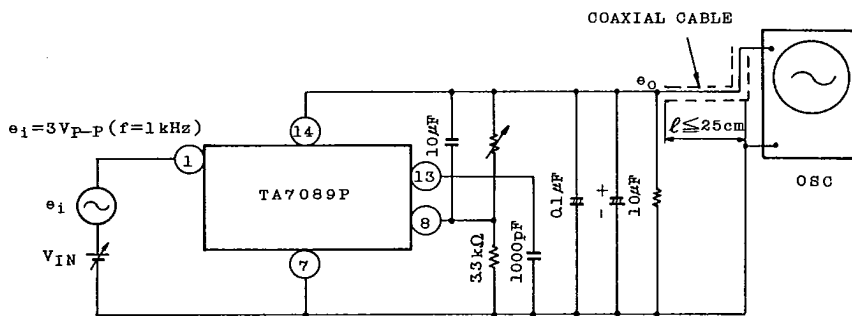 COAXIAL CABLE
eO
ei=3VP-P (f=1kHz)
14
10μF
ℓ≦25cm
1
13
TA7089P
OSC
ei
8
0.1μF
+
-
10μF
VIN
3.3kΩ
1000pF
7